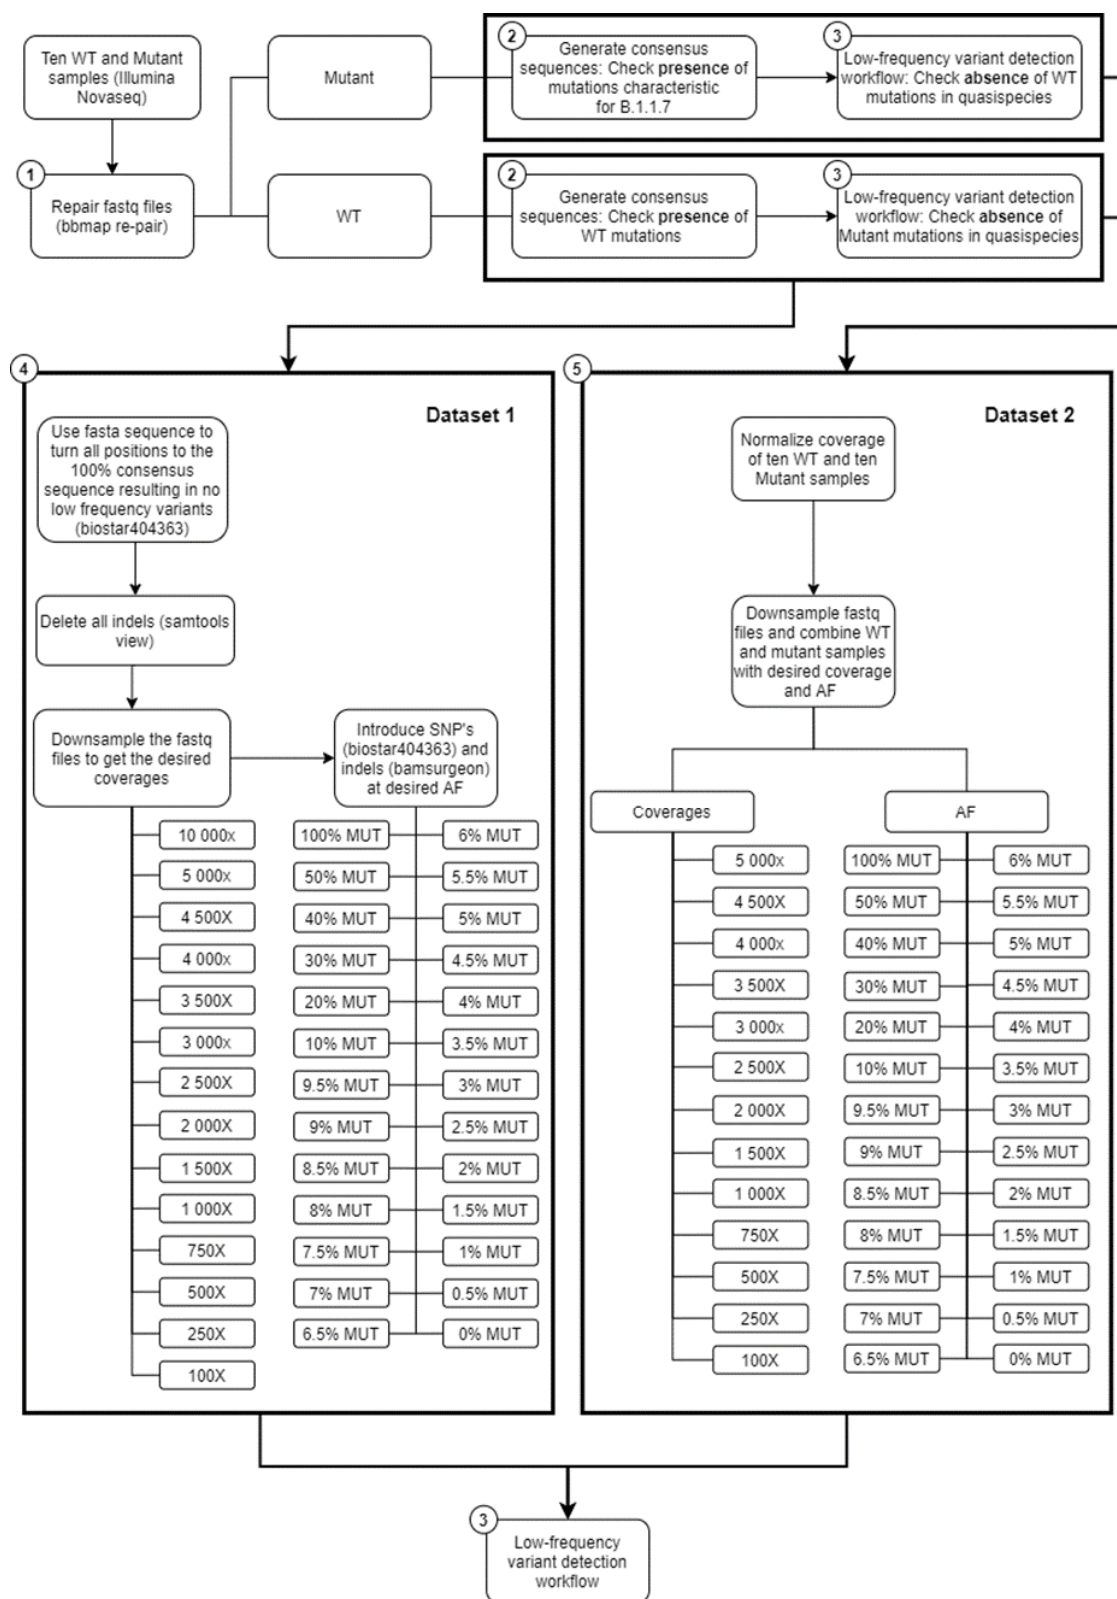 Ten WT and Mutant
samples (Illumina
Novaseq)
1
Repair fastq files
(bbmap re-pair)
Mutant
2
Generate consensus
sequences: Check presence of
mutations characteristic
for B.1.1.7
3
Low-frequency variant detection
workflow: Check absence of WT
mutations in quasispecies
WT
2
Generate consensus
sequences: Check presence of
WT mutations
3
Low-frequency variant detection
workflow: Check absence of
Mutant mutations in quasispecies
4
Dataset 1
Use fasta sequence to
turn all positions to the
100% consensus
sequence resulting in no
low frequency variants
(biostar404363)
Delete all indels (samtools
view)
Downsample the fastq
files to get the desired
coverages
Introduce SNP's
(biostar404363) and
indels (bamsurgeon)
at desired AF
10 000x
5 000x
4 500X
4 000x
3 500X
3 000x
2 500X
2 000X
1 500X
1 000X
750X
500X
250X
100X
100% MUT
50% MUT
40% MUT
30% MUT
20% MUT
10% MUT
9.5% MUT
9% MUT
8.5% MUT
8% MUT
7.5% MUT
7% MUT
6.5% MUT
6% MUT
5.5% MUT
5% MUT
4.5% MUT
4% MUT
3.5% MUT
3% MUT
2.5% MUT
2% MUT
1.5% MUT
1% MUT
0.5% MUT
0% MUT
5
Dataset 2
Normalize coverage
of ten WT and ten
Mutant samples
Downsample fastq
files and combine WT
and mutant samples
with desired coverage
and AF
Coverages
5 000x
4 500X
4 000x
3 500X
3 000x
2 500X
2 000X
1 500X
1 000X
750X
500X
250X
100X
AF
100% MUT
50% MUT
40% MUT
30% MUT
20% MUT
10% MUT
9.5% MUT
9% MUT
8.5% MUT
8% MUT
7.5% MUT
7% MUT
6.5% MUT
6% MUT
5.5% MUT
5% MUT
4.5% MUT
4% MUT
3.5% MUT
3% MUT
2.5% MUT
2% MUT
1.5% MUT
1% MUT
0.5% MUT
0% MUT
3
Low-frequency
variant detection
workflow